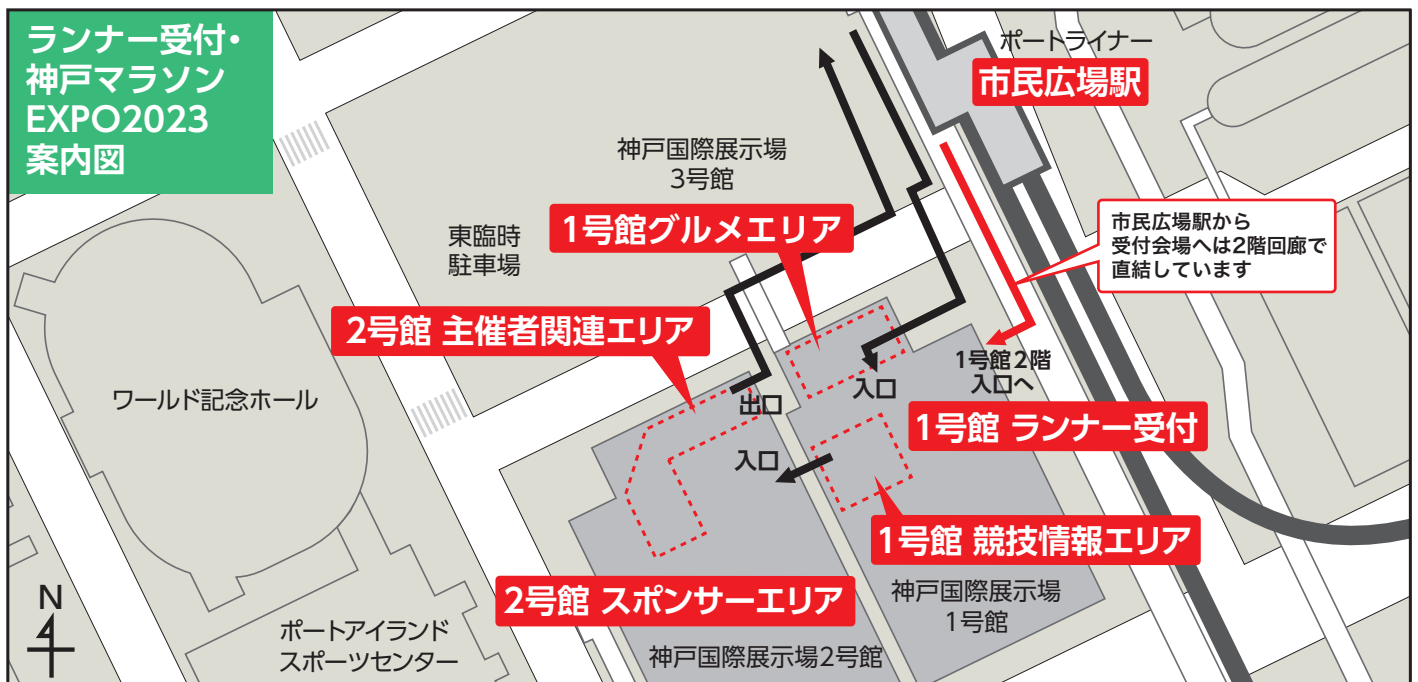 ランナー受付・
神戸マラソン
EXPO2023
案内図
ポートライナー
市民広場駅
神戸国際展示場
3号館
1号館グルメエリア
東臨時
駐車場
市民広場駅から
受付会場へは2階回廊で
直結しています
2号館 主催者関連エリア
1号館2階
入口へ
ワールド記念ホール
出口
入口
1号館 ランナー受付
入口
1号館 競技情報エリア
2号館 スポンサーエリア
神戸国際展示場
1号館
N
ポートアイランド
スポーツセンター
神戸国際展示場2号館